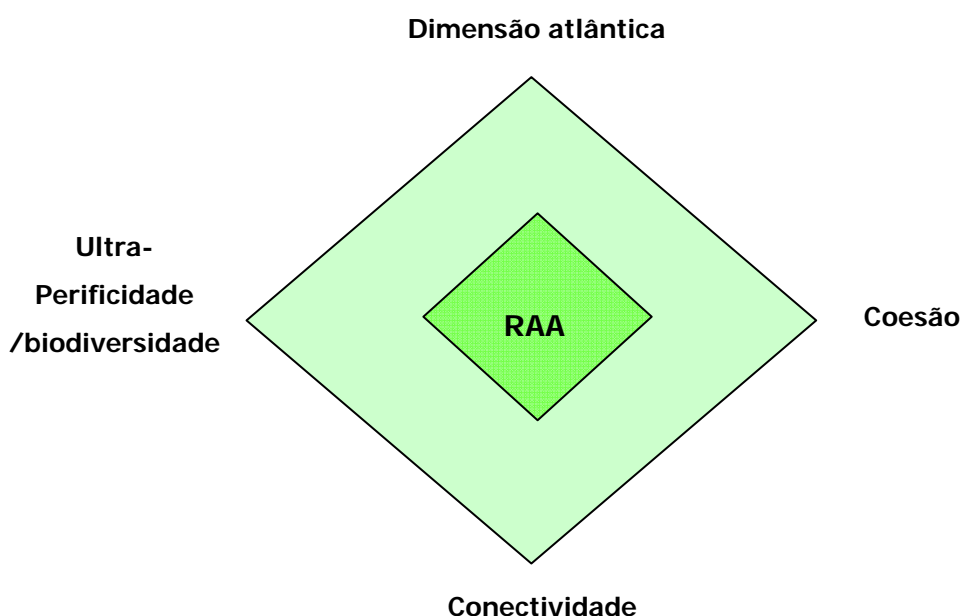 Dimensão atlântica
Ultra-
Perificidade
/biodiversidade
RAA
Coesão
Conectividade